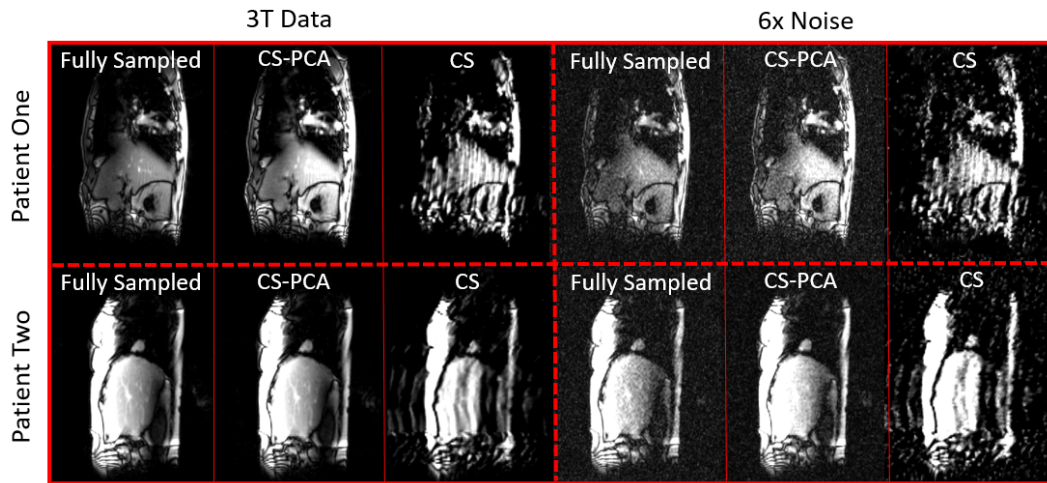 3T Data 6x Noise
Patient One
Fully Sampled CS-PCA CS Fully Sampled CS-PCA CS
Patient Two
Fully Sampled CS-PCA CS Fully Sampled CS-PCA CS